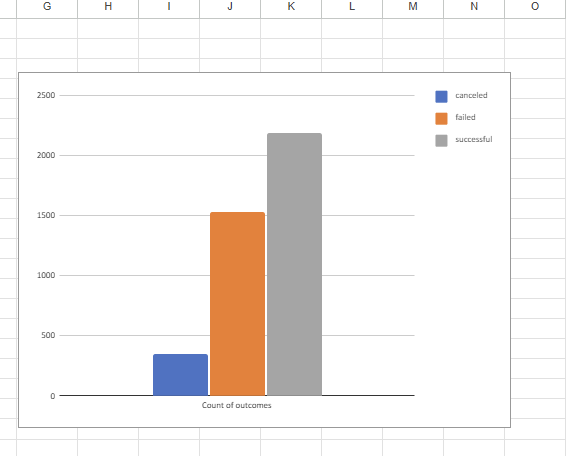 G H I J K L M N O
2500
2000
1500
1000
500
0
canceled
failed
successful
Count of outcomes